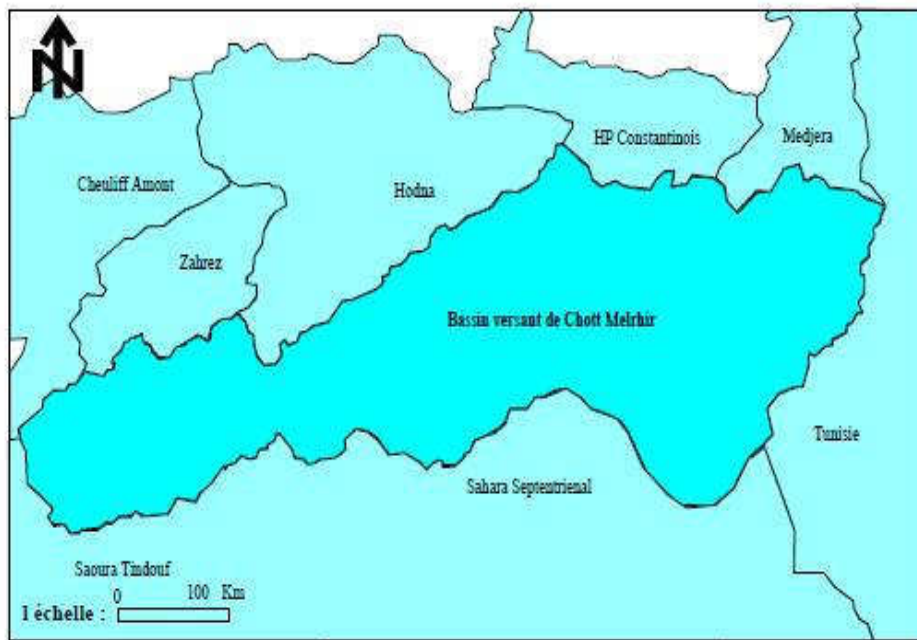 N
HP Constantinois
Medjera
Cheuliff Amont
Hodna
Zahrez
Bassin versant de Chott Melrhir
Tunisie
Sahara Septentrienal
Saoura Tindouf
0 100 Km
l échelle :